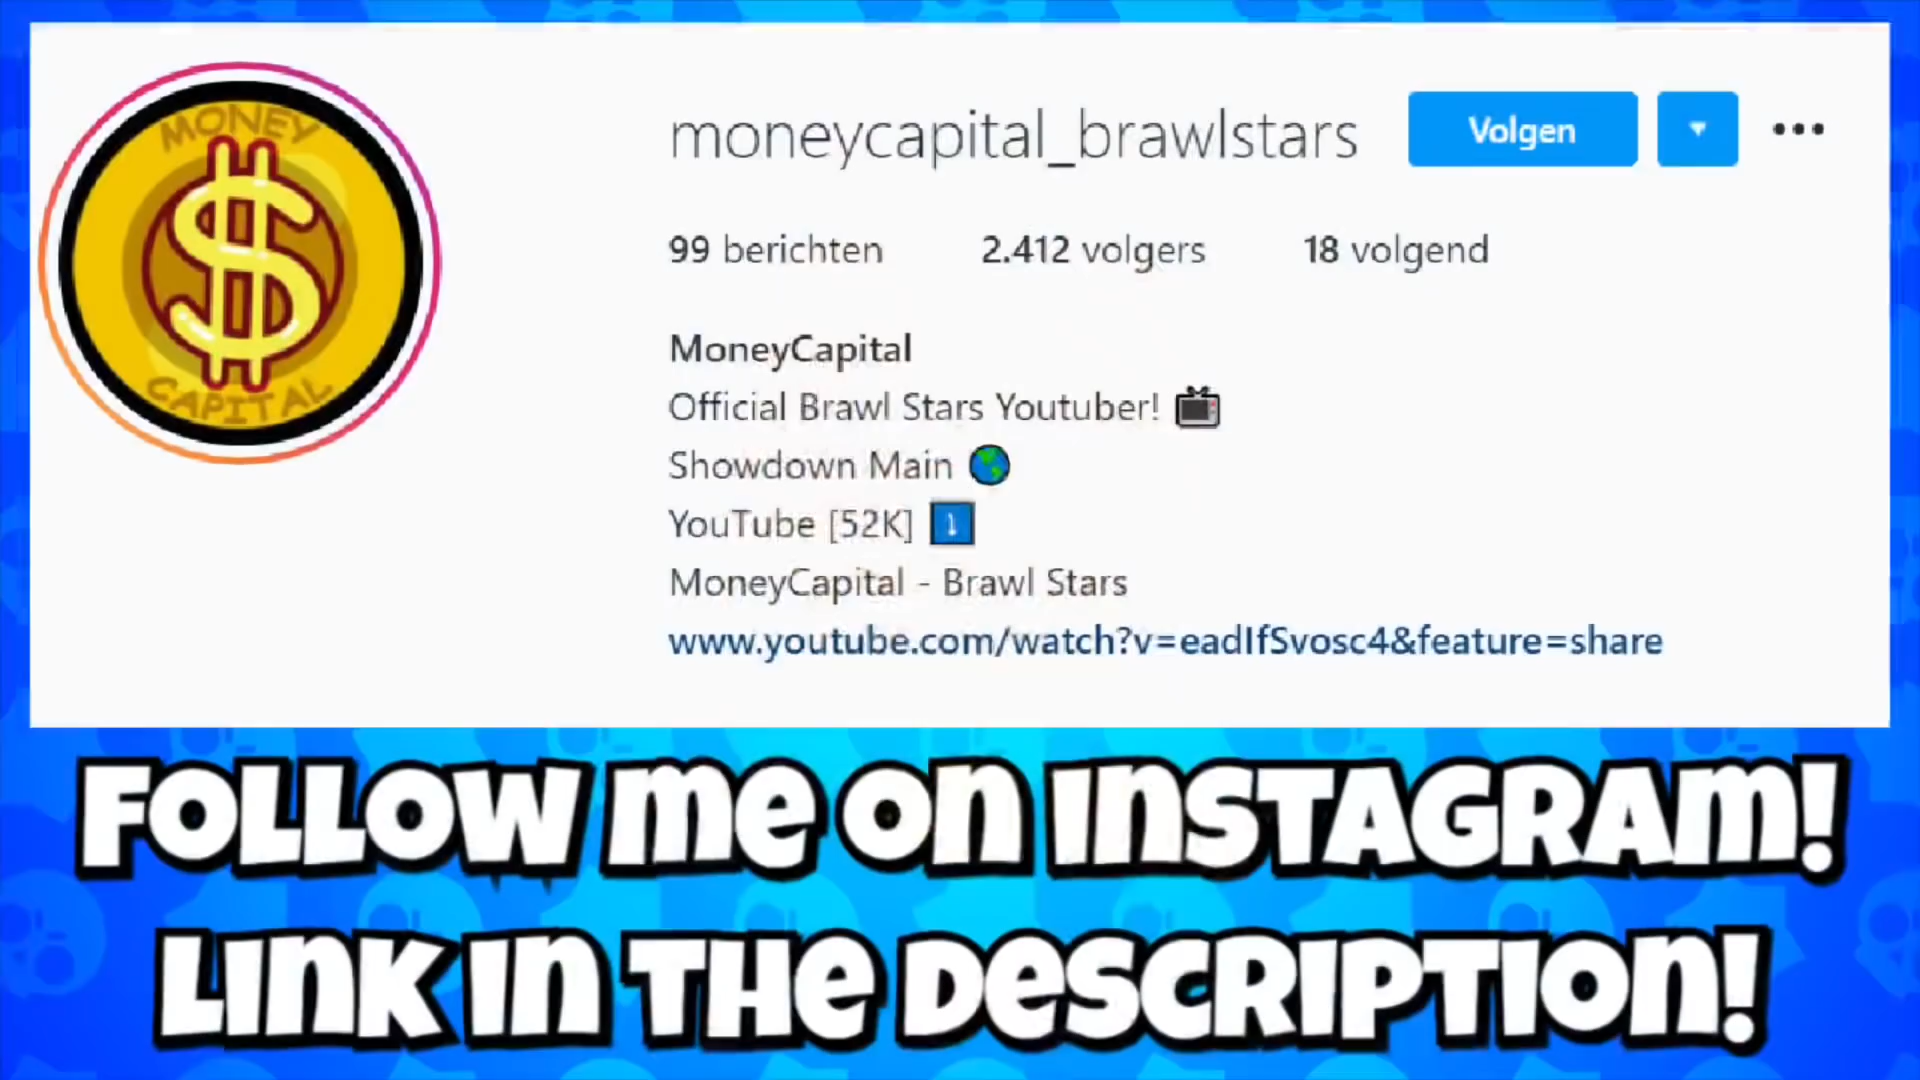 MONEY
CAPITAL
moneycapital_brawlstars
Volgen
99 berichten 2.412 volgers 18 volgend
MoneyCapital
Official Brawl Stars Youtuber!
Showdown Main
YouTube [52K]
MoneyCapital - Brawl Stars
www.youtube.com/watch?v=eadIfSvosc4&feature=share
FOLLOW ME ON INSTAGRAM!
LINK IN THE DESCRIPTION!